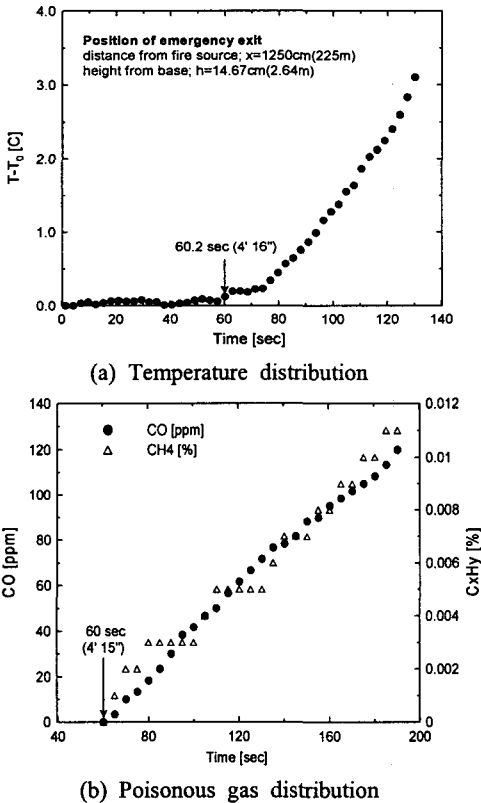 4.0
3.0
2.0
1.0
0.0
T-T0 [C]
Position of emergency exit
distance from fire source; x=1250cm(225m)
height from base; h=14.67cm(2.64m)
60.2 sec (4' 16")
0 20 40 60 80 100 120 140
Time [sec]
(a) Temperature distribution
140
120
100
80
60
40
20
0
CO [ppm]
CO [ppm]
CH4 [%]
60 sec
(4' 15")
0.012
0.010
0.008
0.006
0.004
0.002
0
CxHy [%]
40 80 120 160 200
Time [sec]
(b) Poisonous gas distribution